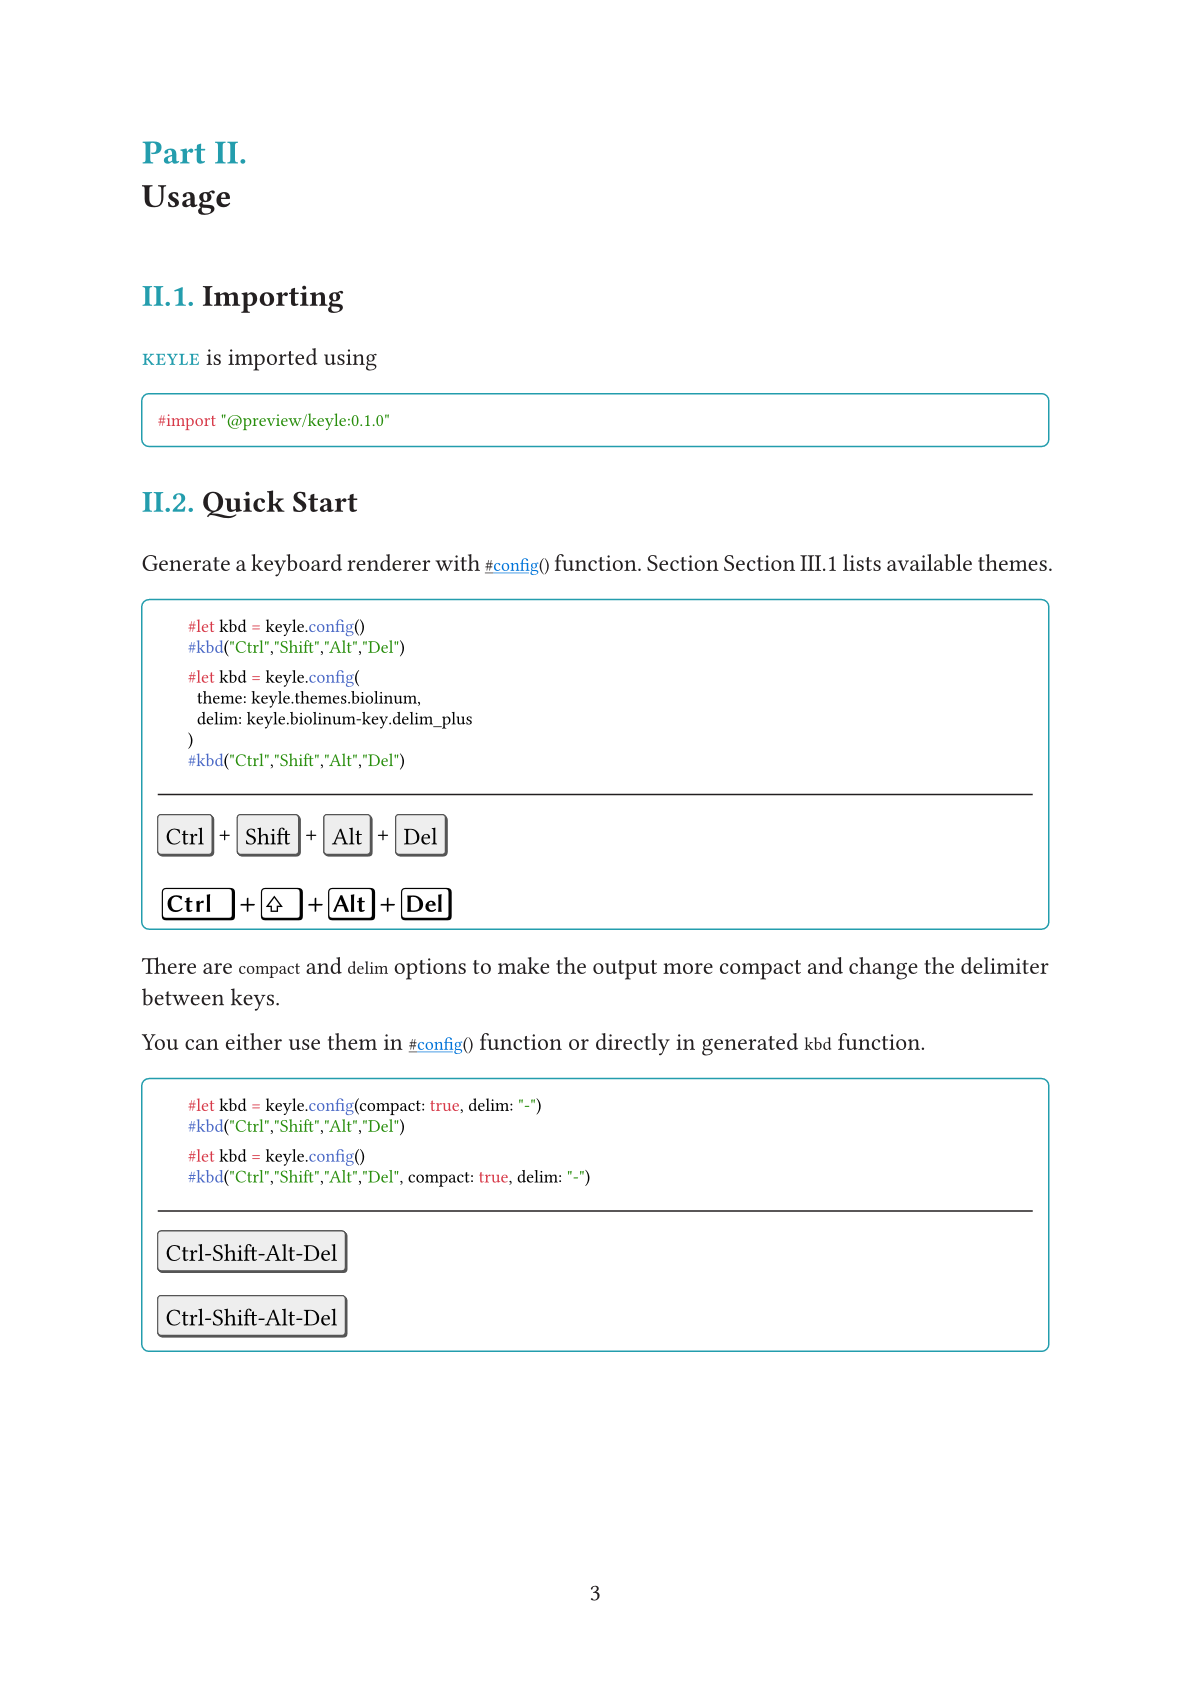 Part II.
Usage
II.1. Importing
KEYLE is imported using
#import "@preview/keyle:0.1.0"
II.2. Quick Start
Generate a keyboard renderer with #config() function. Section Section III.1 lists available themes.
#let kbd = keyle.config()
#kbd("Ctrl","Shift","Alt","Del")
#let kbd = keyle.config(
  theme: keyle.themes.biolinum,
  delim: keyle.biolinum-key.delim_plus
)
#kbd("Ctrl","Shift","Alt","Del")
Ctrl + Shift + Alt + Del
Ctrl + ⇧ + Alt + Del
There are compact and delim options to make the output more compact and change the delimiter
between keys.
You can either use them in #config() function or directly in generated kbd function.
#let kbd = keyle.config(compact: true, delim: "-")
#kbd("Ctrl","Shift","Alt","Del")
#let kbd = keyle.config()
#kbd("Ctrl","Shift","Alt","Del", compact: true, delim: "-")
Ctrl-Shift-Alt-Del
Ctrl-Shift-Alt-Del
3